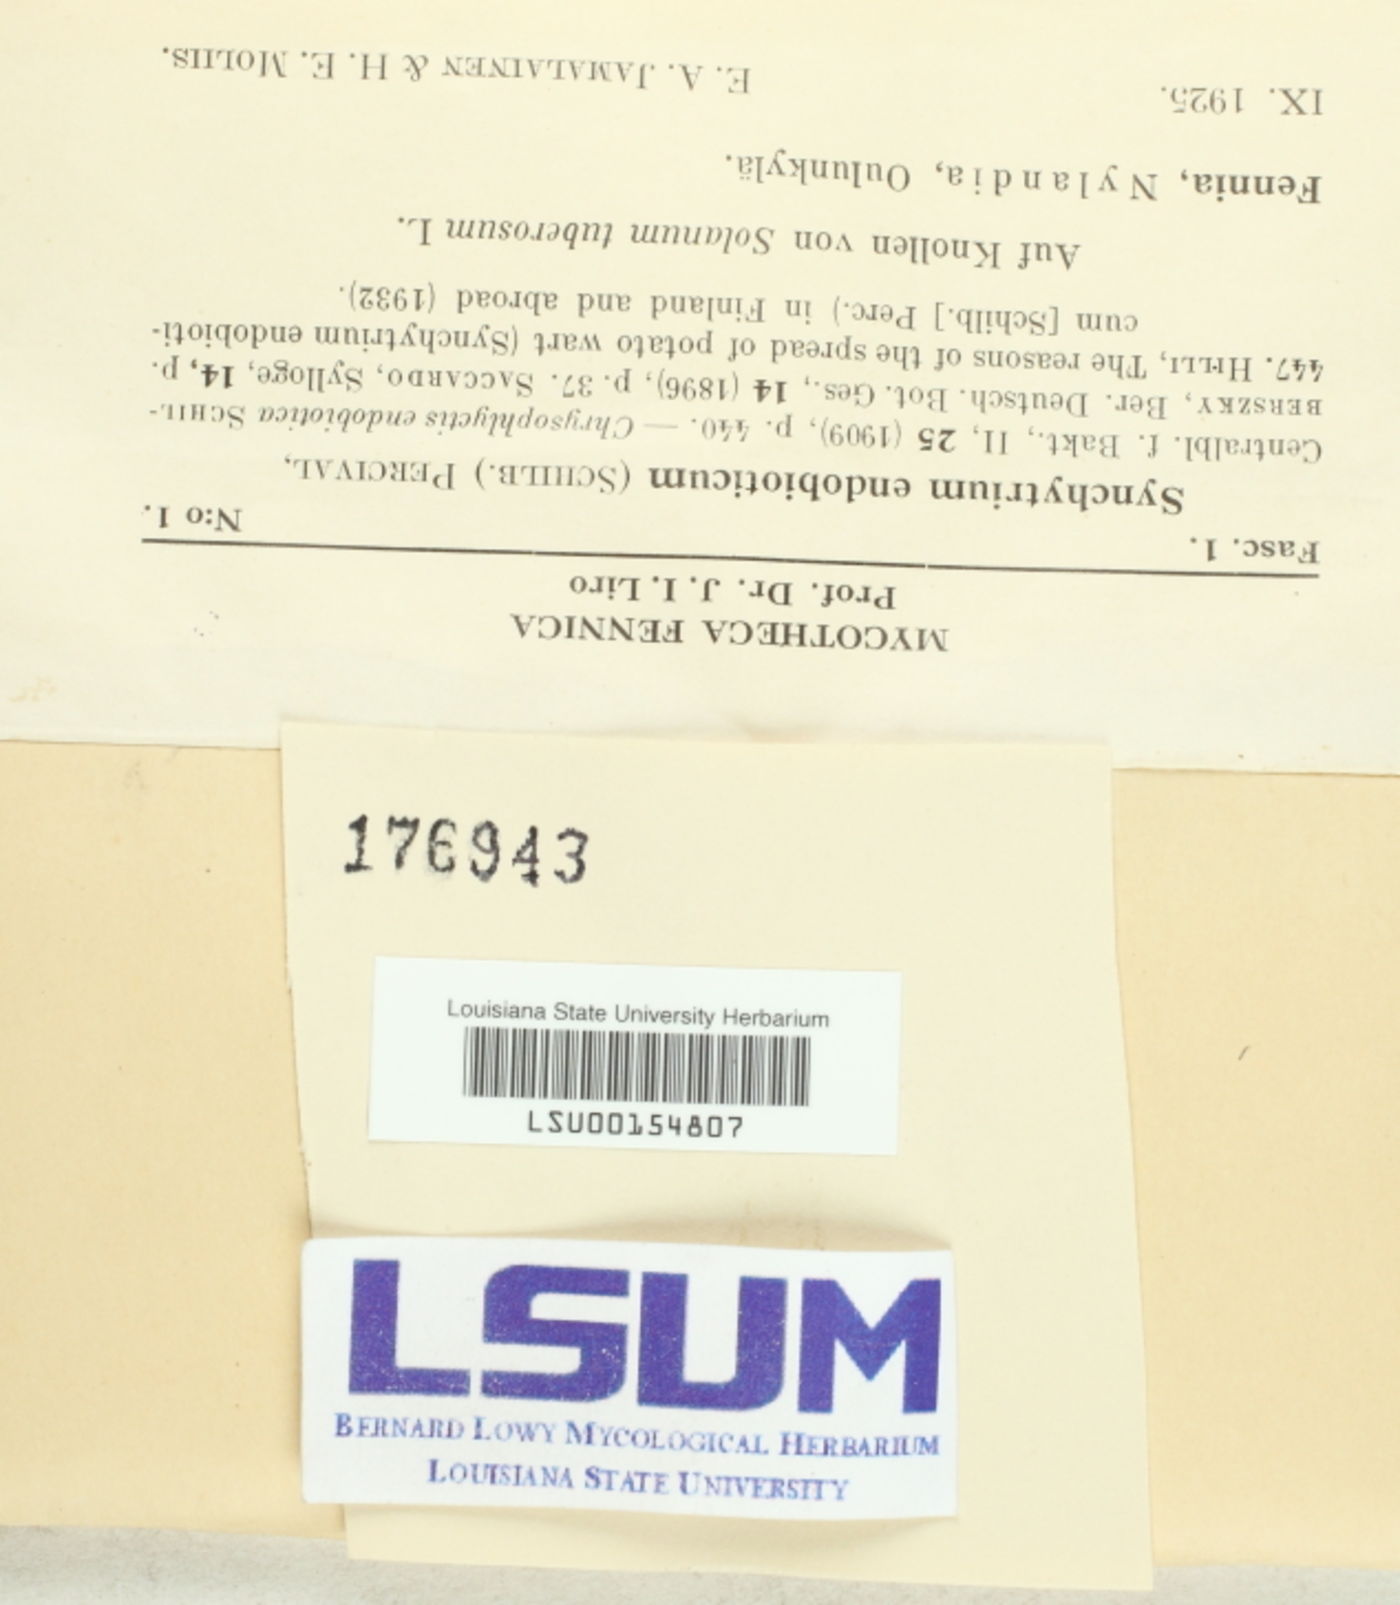 MYCOTHECA FENNICA
Prof. Dr. J. I. Liro
Fasc. 1. N:o 1.
Synchytrium endobioticum (SCHILB.) PERCIVAL,
Centralbl. f. Bakt., II, 25 (1909), p. 440. — Chrysophlyctis endobiotica SCHIL-
BERSZKY, Ber. Deutsch. Bot. Ges., 14 (1896), p. 37. SACCARDO, Sylloge, 14, p.
447. HILLI, The reasons of the spread of potato wart (Synchytrium endobioti-
cum [Schilb.] Perc.) in Finland and abroad (1932).
Auf Knollen von Solanum tuberosum L.
Fennia, Nylandia, Oulunkylä.
IX. 1925. E. A. JAMALAINEN & H. E. MOLIIS.
176943
Louisiana State University Herbarium
LSU00154807
LSUM
BERNARD LOWY MYCOLOGICAL HERBARIUM
LOUISIANA STATE UNIVERSITY